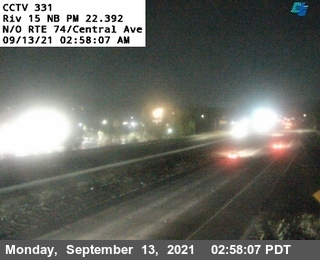 CCTV 331
Riv 15 NB PM 22.392
N/O RTE 74/Central Ave
09/13/21 02:58:07 AM
Monday, September 13, 2021 02:58:07 PDT